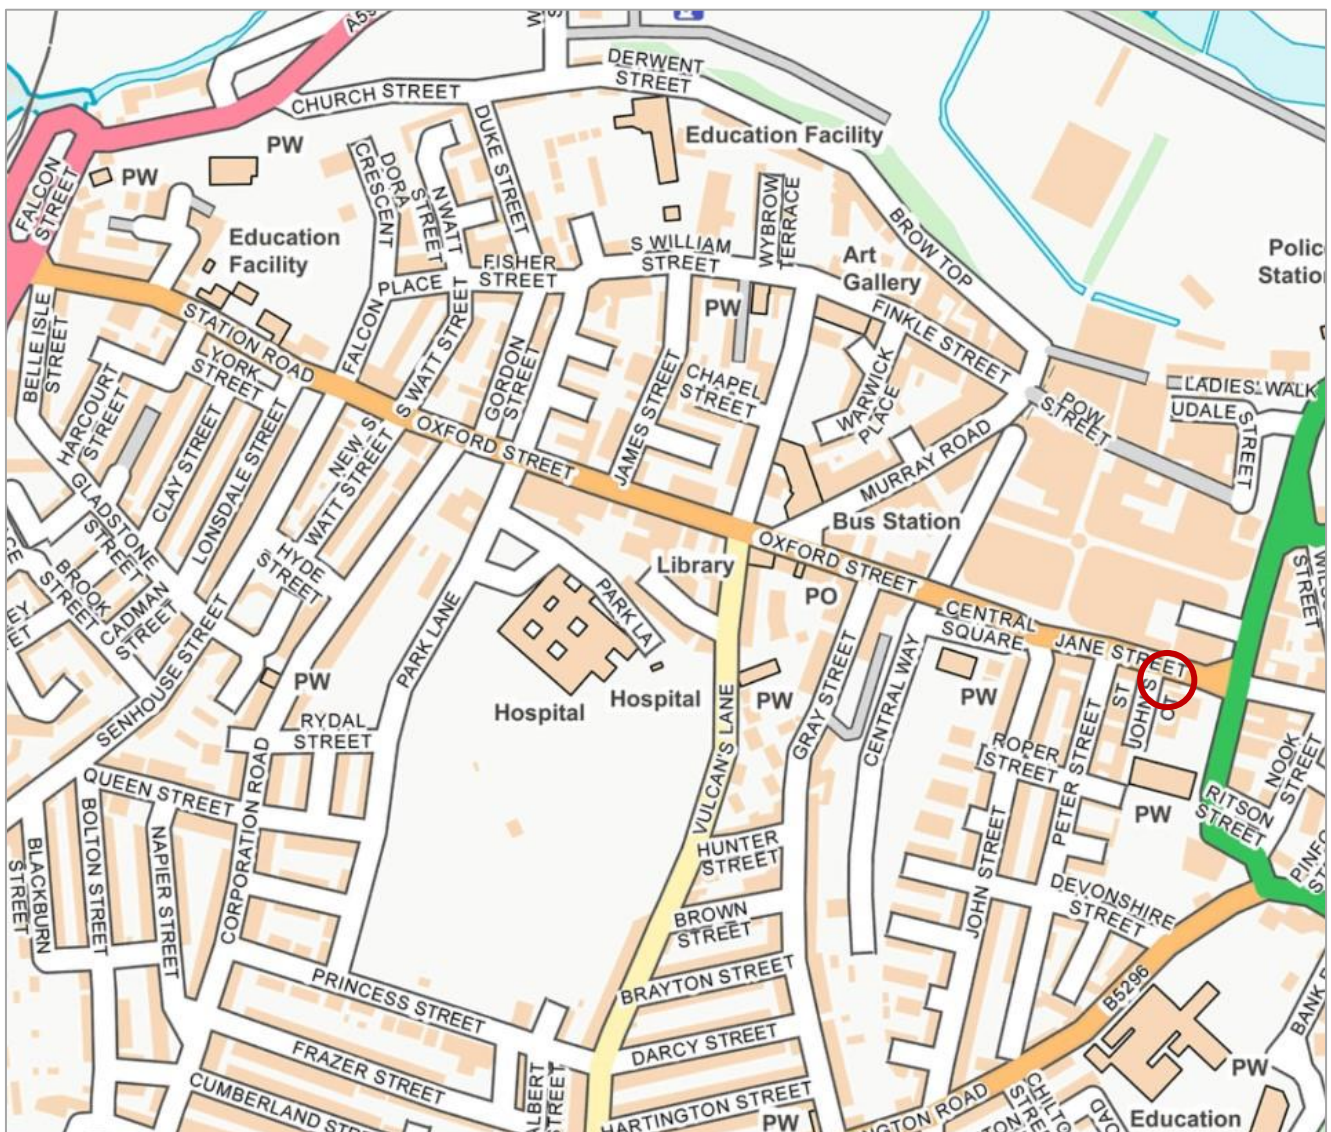 A59
CHURCH STREET
DERWENT
STREET
PW
Education Facility
PW
FALCON
STREET
DORA
CRESCENT
DUKE STREET
N WATT
STREET
Education
Facility
S WILLIAM
STREET
WYBROW
TERRACE
Art
Gallery
BROW TOP
FISHER
STREET
FALCON PLACE
PW
FINKLE STREET
STATION ROAD
BELLE ISLE
STREET
YORK
STREET
HARCOURT
STREET
CLAY STREET
LONSDALE STREET
NEW ST
S WATT STREET
GORDON
STREET
JAMES STREET
CHAPEL
STREET
WARWICK
PLACE
MURRAY ROAD
POW
STREET
LADIES' WALK
UDALE
STREET
OXFORD STREET
WATT STREET
GLADSTONE
STREET
HYDE
STREET
BROOK
STREET
CADMAN
STREET
SENHOUSE STREET
Bus Station
Library
OXFORD STREET
PO
PARK LA
PARK LANE
Hospital
Hospital
PW
RYDAL
STREET
VULCAN'S LANE
PW
GRAY STREET
CENTRAL WAY
CENTRAL
SQUARE
PW
JANE STREET
ST
JOHN'S
CT
ROPER
STREET
PETER STREET
JOHN STREET
PW
NOOK
STREET
RITSON
STREET
QUEEN STREET
BOLTON STREET
NAPIER STREET
BLACKBURN
STREET
CORPORATION ROAD
HUNTER
STREET
BROWN
STREET
DEVONSHIRE
STREET
B5296
BRAYTON STREET
PRINCESS STREET
DARCY STREET
FRAZER STREET
HARTINGTON STREET
PW
PW
Education